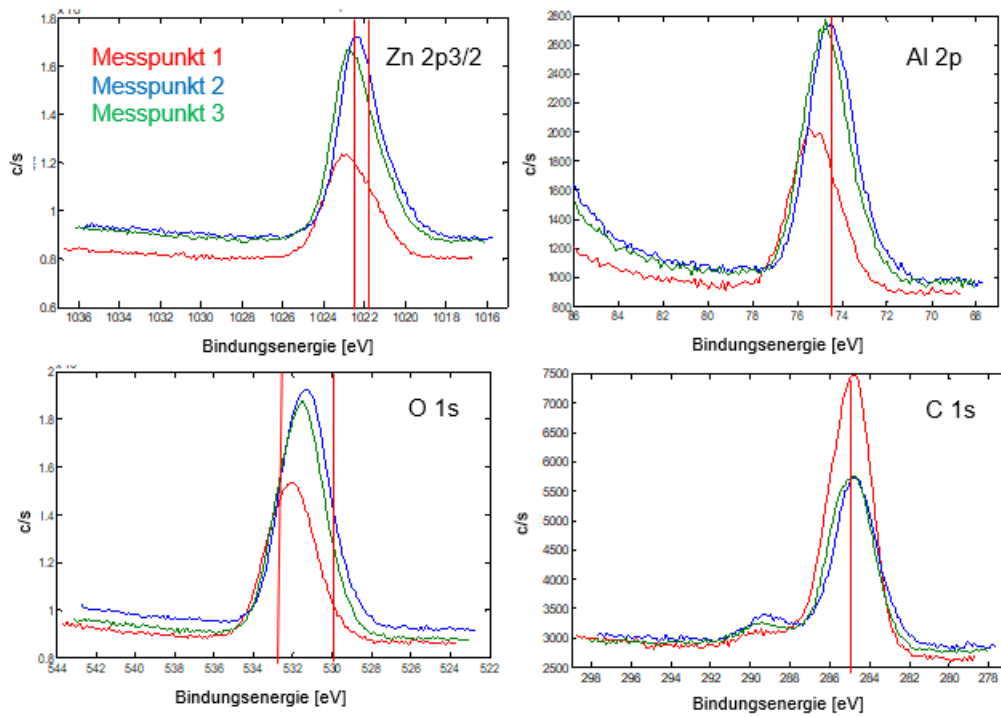 Zn 2p3/2
Messpunkt 1
Messpunkt 2
Messpunkt 3
c/s
1.8
1.6
1.4
1.2
1
0.8
0.6
1036 1034 1032 1030 1028 1026 1024 1022 1020 1018 1016
Bindungsenergie [eV]
Al 2p
c/s
2800
2600
2400
2200
2000
1800
1600
1400
1200
1000
800
86 84 82 80 78 76 74 72 70 68
Bindungsenergie [eV]
O 1s
c/s
2
1.8
1.6
1.4
1.2
1
0.8
544 542 540 538 536 534 532 530 528 526 524 522
Bindungsenergie [eV]
C 1s
c/s
7500
7000
6500
6000
5500
5000
4500
4000
3500
3000
2500
298 296 294 292 290 288 286 284 282 280 278
Bindungsenergie [eV]